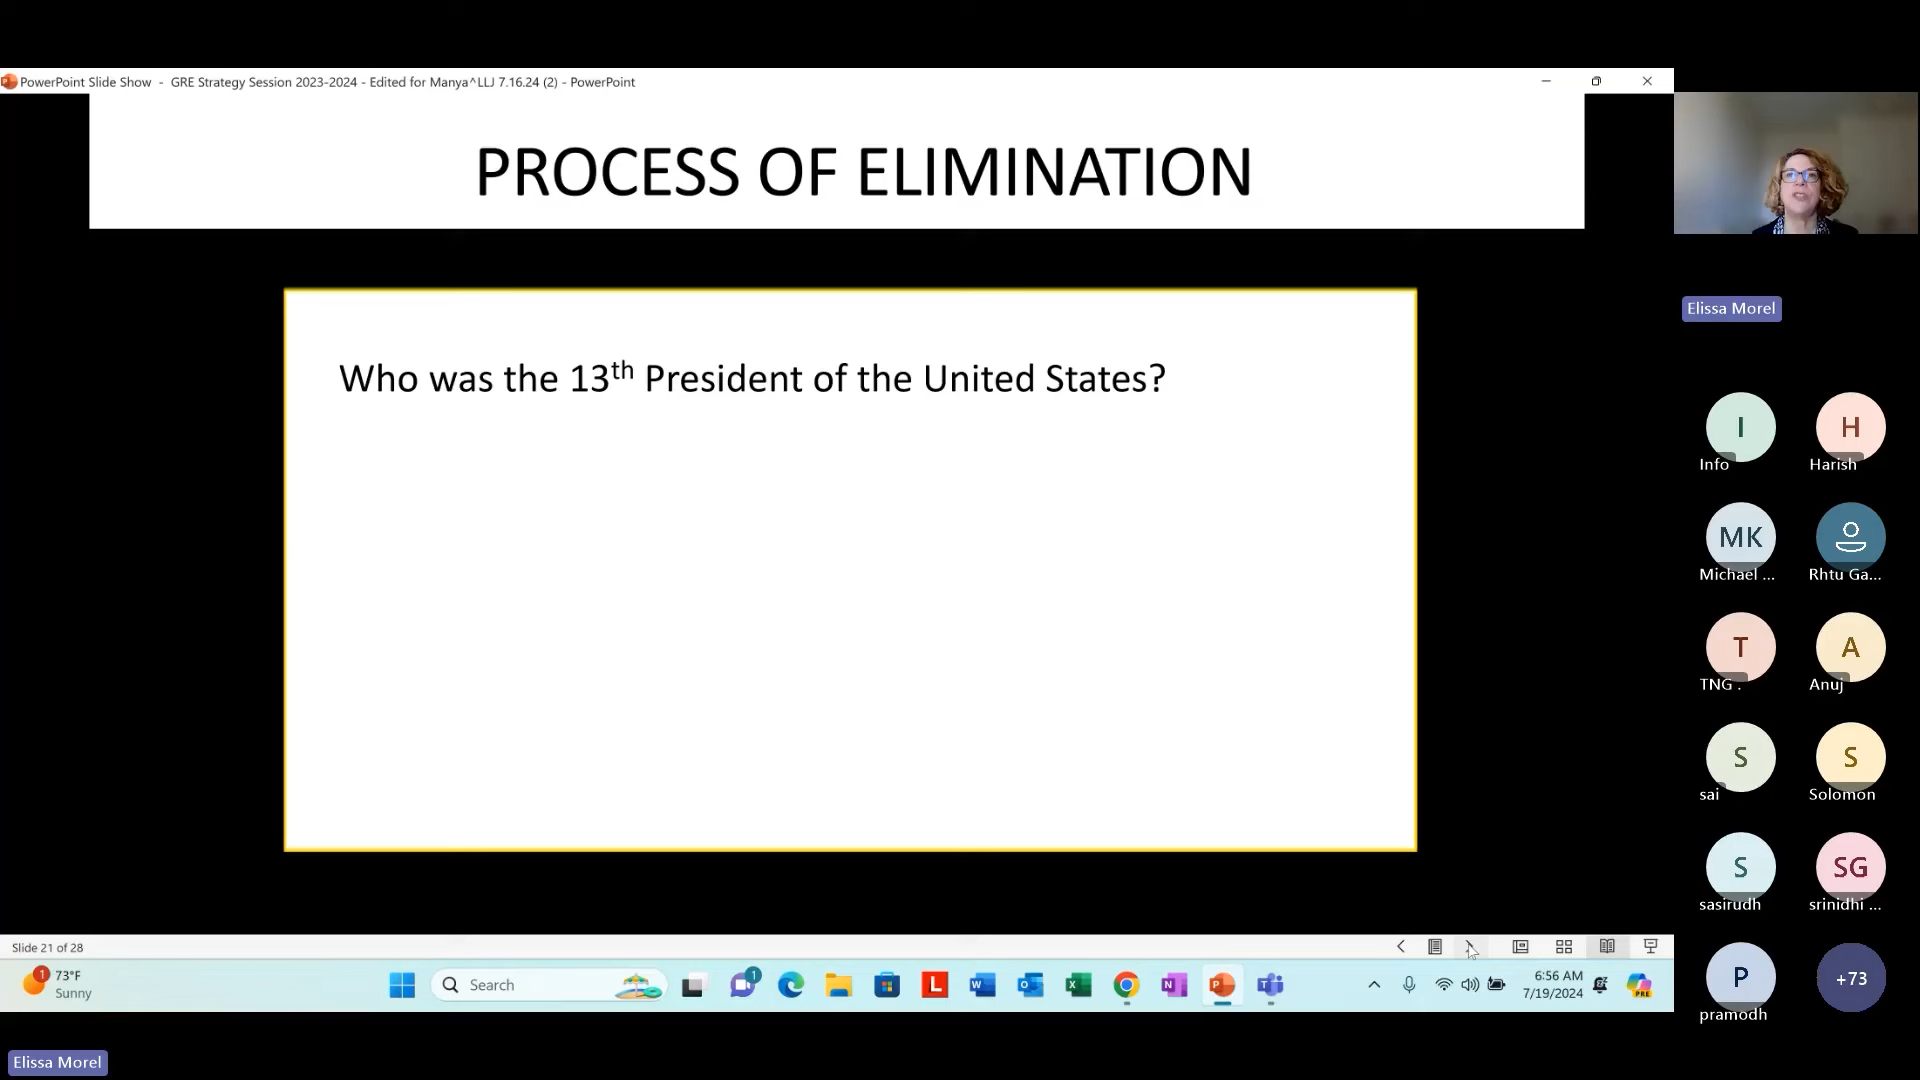 PowerPoint Slide Show - GRE Strategy Session 2023-2024 - Edited for Manya^LLJ 7.16.24 (2) - PowerPoint
PROCESS OF ELIMINATION
Who was the 13th President of the United States?
Elissa Morel
I
Info
H
Harish
MK
Michael ...
Rhtu Ga...
T
TNG .
A
Anuj
S
sai
S
Solomon
S
sasirudh
SG
srinidhi ...
P
pramodh
+73
Slide 21 of 28
1
73°F
Sunny
Search
1
L
W
O
X
N
P
T
PRE
6:56 AM
7/19/2024
Elissa Morel